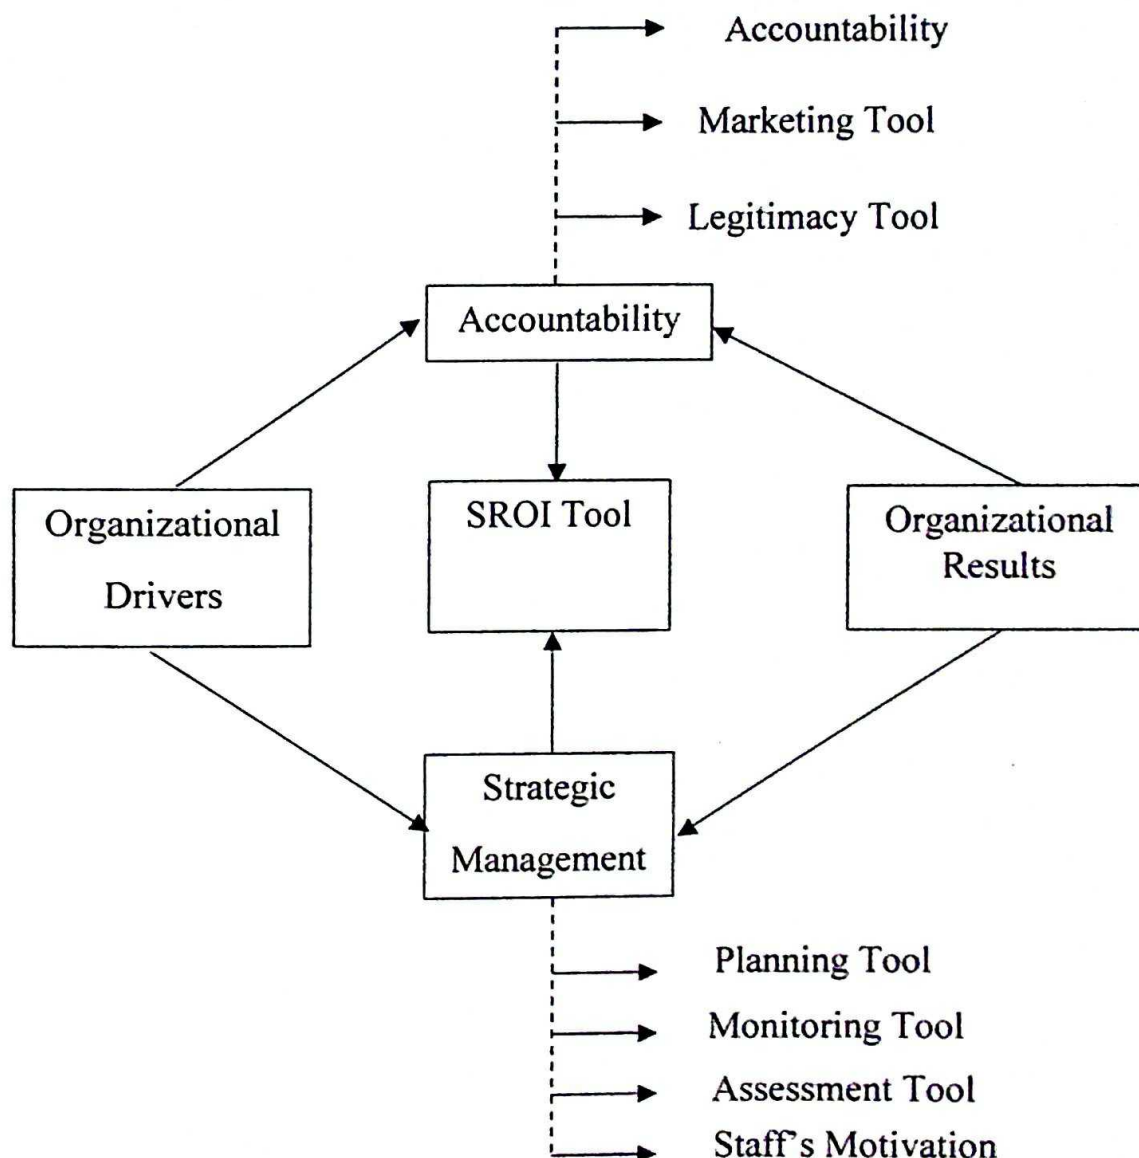 Accountability
Marketing Tool
Legitimacy Tool
Accountability
Organizational
Drivers
SROI Tool
Organizational
Results
Strategic
Management
Planning Tool
Monitoring Tool
Assessment Tool
Staff's Motivation